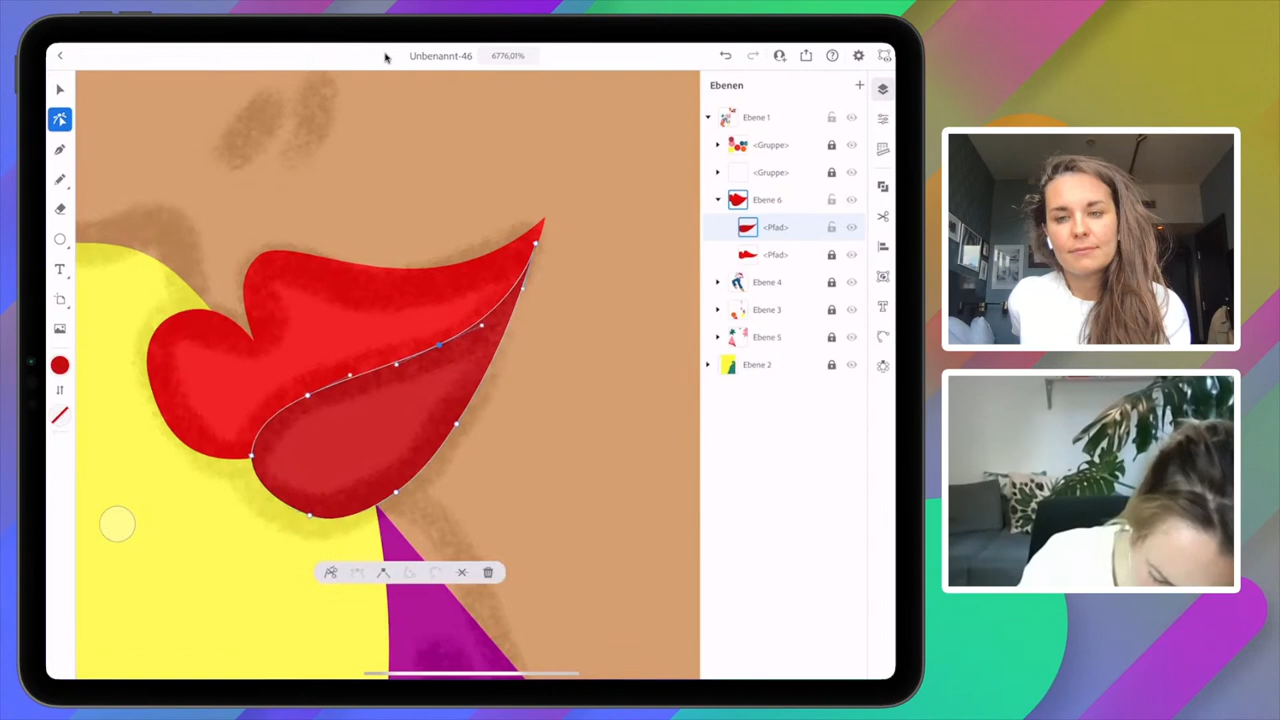 Unbenannt-46 6776,01%
Ebenen
Ebene 1
<Gruppe>
<Gruppe>
Ebene 6
<Pfad>
<Pfad>
Ebene 4
Ebene 3
Ebene 5
Ebene 2